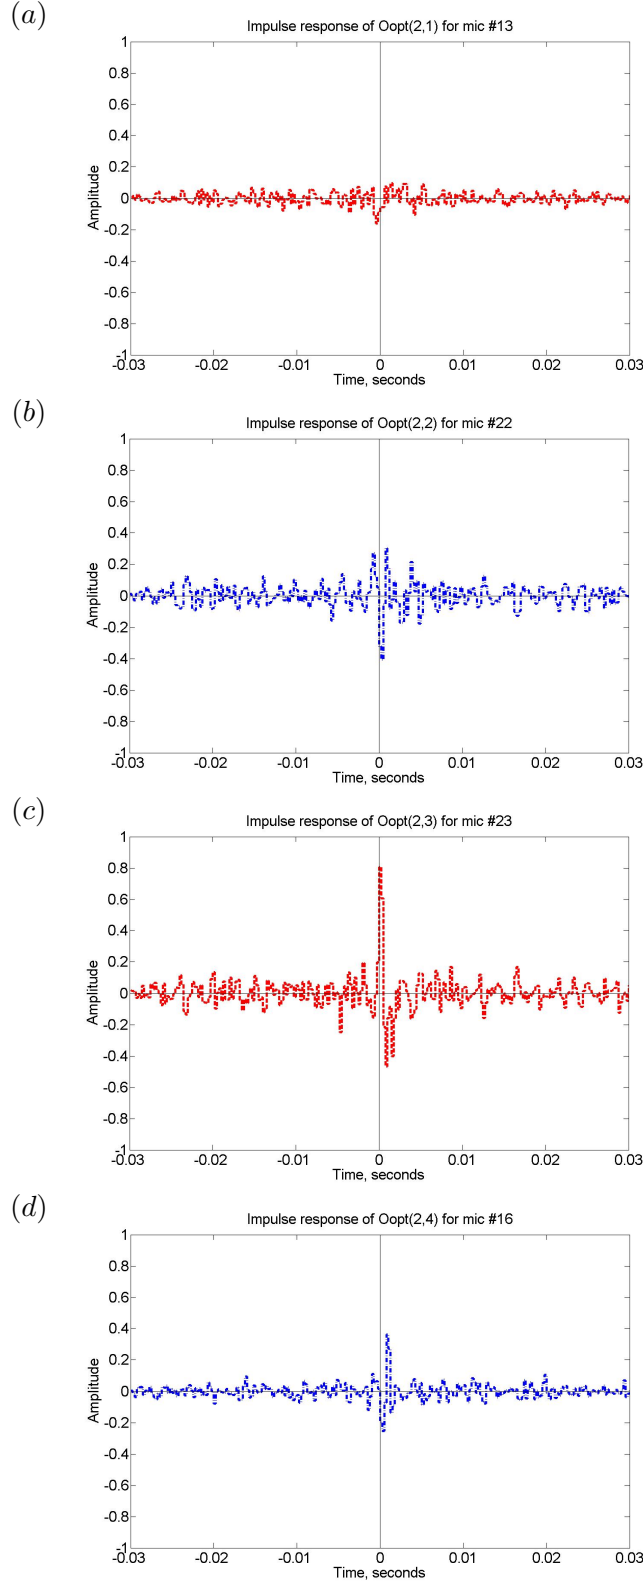 (a)
Impulse response of Oopt(2,1) for mic #13
1
0.8
0.6
0.4
0.2
0
-0.2
-0.4
-0.6
-0.8
-1
Amplitude
-0.03 -0.02 -0.01 0 0.01 0.02 0.03
Time, seconds
(b)
Impulse response of Oopt(2,2) for mic #22
1
0.8
0.6
0.4
0.2
0
-0.2
-0.4
-0.6
-0.8
-1
Amplitude
-0.03 -0.02 -0.01 0 0.01 0.02 0.03
Time, seconds
(c)
Impulse response of Oopt(2,3) for mic #23
1
0.8
0.6
0.4
0.2
0
-0.2
-0.4
-0.6
-0.8
-1
Amplitude
-0.03 -0.02 -0.01 0 0.01 0.02 0.03
Time, seconds
(d)
Impulse response of Oopt(2,4) for mic #16
1
0.8
0.6
0.4
0.2
0
-0.2
-0.4
-0.6
-0.8
-1
Amplitude
-0.03 -0.02 -0.01 0 0.01 0.02 0.03
Time, seconds